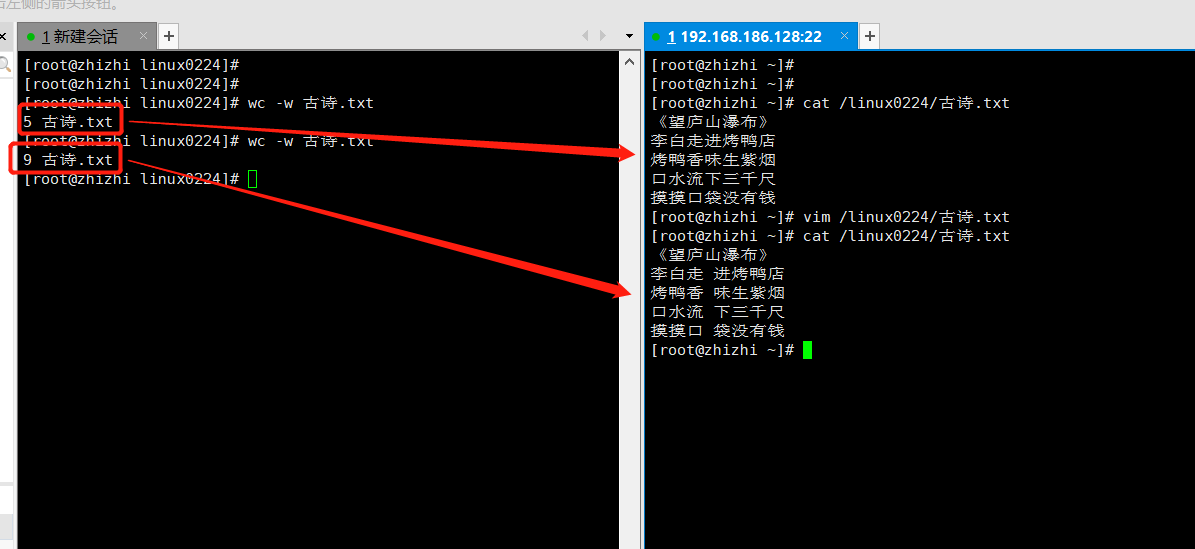 击左侧的箭头按钮。
1 新建会话
[root@zhizhi linux0224]#
[root@zhizhi linux0224]#
[root@zhizhi linux0224]# wc -w 古诗.txt
5 古诗.txt
[root@zhizhi linux0224]# wc -w 古诗.txt
9 古诗.txt
[root@zhizhi linux0224]#
1 192.168.186.128:22
[root@zhizhi ~]#
[root@zhizhi ~]#
[root@zhizhi ~]# cat /linux0224/古诗.txt
《望庐山瀑布》
李白走进烤鸭店
烤鸭香味生紫烟
口水流下三千尺
摸摸口袋没有钱
[root@zhizhi ~]# vim /linux0224/古诗.txt
[root@zhizhi ~]# cat /linux0224/古诗.txt
《望庐山瀑布》
李白走 进烤鸭店
烤鸭香 味生紫烟
口水流 下三千尺
摸摸口 袋没有钱
[root@zhizhi ~]#